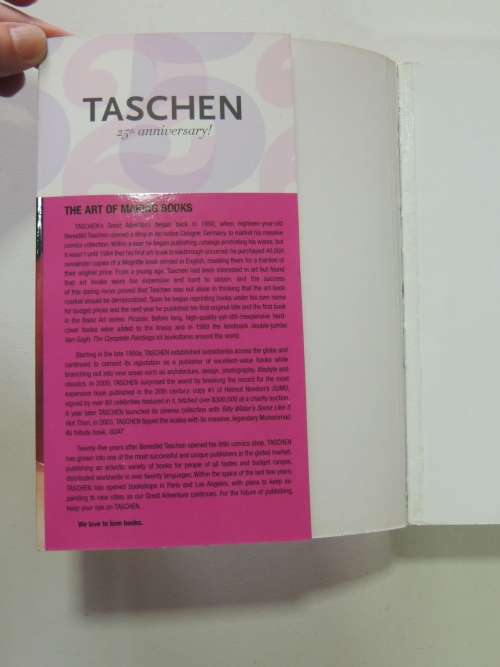 TASCHEN
25th anniversary!
THE ART OF MAKING BOOKS
TASCHEN's Great Adventure began back in 1980, when eighteen-year-old
Benedikt Taschen opened a shop in his native Cologne, Germany, to market his massive
comics collection. Within a year he began publishing catalogs promoting his wares, but
it wasn't until 1984 that his first art book breakthrough occurred: he purchased 40,000
remainder copies of a Magritte book printed in English, reselling them for a fraction of
their original price. From a young age, Taschen had been interested in art but found
that art books were too expensive and hard to obtain, and the success
of this daring move proved that Taschen was not alone in thinking that the art book
market should be democratized. Soon he began reprinting books under his own name
for budget prices and the next year he published his first original title and the first book
in the Basic Art series: Picasso. Before long, high-quality-yet-still-inexpensive hard-
cover books were added to the lineup and in 1989 the landmark double-jumbo
Van Gogh: The Complete Paintings hit bookstores around the world.
Starting in the late 1980s, TASCHEN established outposts across the globe and
continued to cement its reputation as a publisher of excellent-value books while
branching out into new areas such as architecture, design, photography, lifestyle and
classics. In 2000, TASCHEN surprised the world by breaking the record for the most
expensive book published in the 20th century: copy #1 of Helmut Newton's SUMO,
signed by over 80 celebrities featured in it, fetched over $300,000 at a charity auction.
A year later TASCHEN launched its cinema collection with Billy Wilder's Some Like It
Hot. Then, in 2003, TASCHEN tipped the scales with its massive, legendary Muhammad
Ali tribute book, GOAT.
Twenty-five years after Benedikt Taschen opened his little comics shop, TASCHEN
has grown into one of the most successful and unique publishers in the global market,
publishing an eclectic variety of books for people of all tastes and budget ranges,
distributed worldwide in over twenty languages. Within the space of the last few years,
TASCHEN has opened bookshops in Paris and Los Angeles, with plans to keep ex-
panding to new cities as our Great Adventure continues. For the future of publishing,
keep your eye on TASCHEN.
We love to love books.